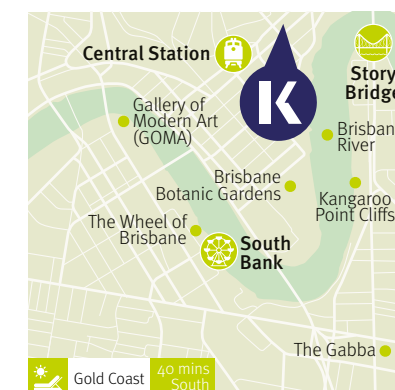 Central Station
K
Story
Bridge
Gallery of
Modern Art
(GOMA)
Brisban
River
Brisbane
Botanic Gardens
Kangaroo
Point Cliffs
The Wheel of
Brisbane
South
Bank
The Gabba
Gold Coast
40 mins
South